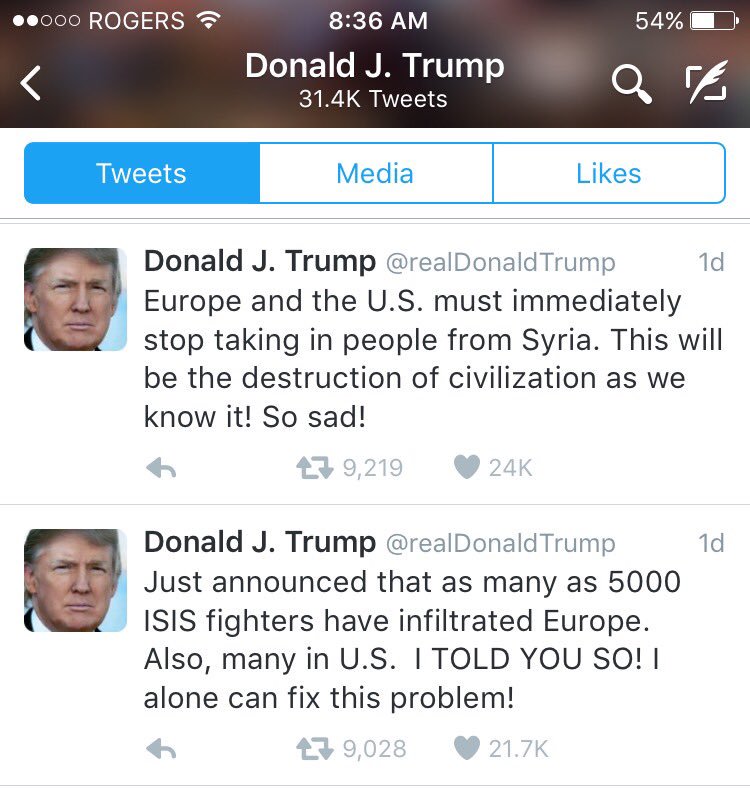 ROGERS 8:36 AM 54%
Donald J. Trump
31.4K Tweets
Tweets Media Likes
Donald J. Trump @realDonaldTrump 1d
Europe and the U.S. must immediately
stop taking in people from Syria. This will
be the destruction of civilization as we
know it! So sad!
9,219 24K
Donald J. Trump @realDonaldTrump 1d
Just announced that as many as 5000
ISIS fighters have infiltrated Europe.
Also, many in U.S.  I TOLD YOU SO! I
alone can fix this problem!
9,028 21.7K